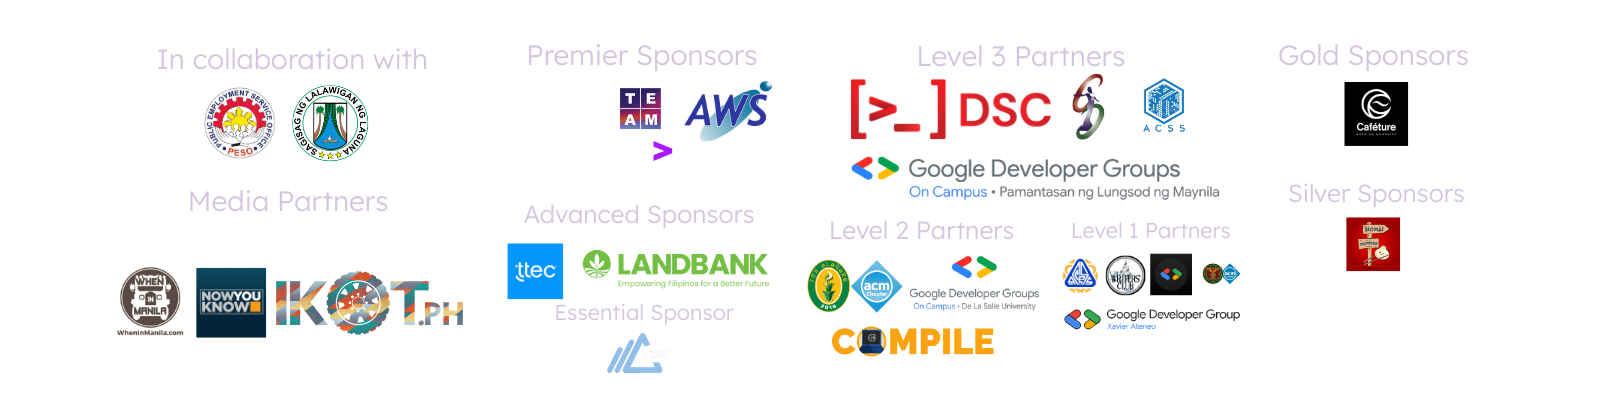 In collaboration with
PUBLIC EMPLOYMENT SERVICE OFFICE
PESO
SAGISAG NG LALAWIGAN NG LAGUNA
Media Partners
WHEN
IN
MANILA
WhenInManila.com
NOWYOU
KNOW
IKOT.PH
Premier Sponsors
TE
AM
>
AWS
Advanced Sponsors
ttec
LANDBANK
Empowering Filipinos for a Better Future
Essential Sponsor
Level 3 Partners
[>_] DSC
ACSS
Google Developer Groups
On Campus • Pamantasan ng Lungsod ng Maynila
Level 2 Partners
2016
acm
Chapter
Google Developer Groups
On Campus • De La Salle University
COMPILE
Level 1 Partners
WRITERS
CLUB
acm
Google Developer Group
Xavier Ateneo
Gold Sponsors
Caféture
Silver Sponsors